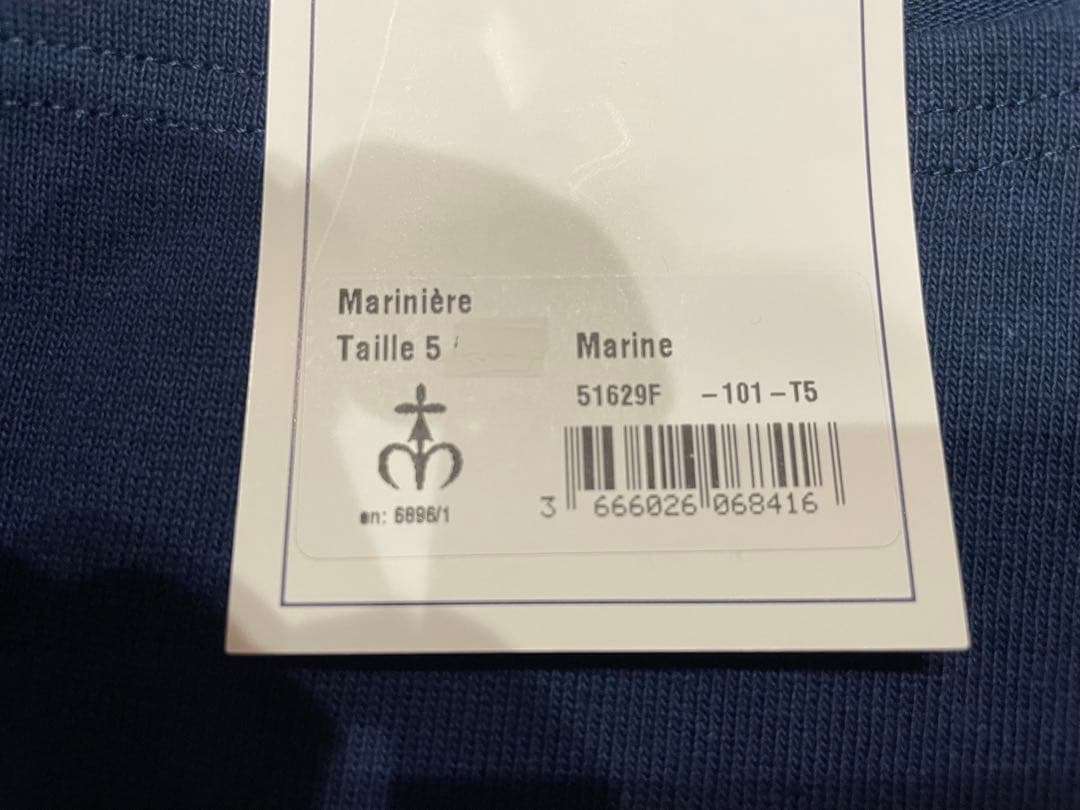 Marinière
Taille 5
Marine
51629F -101-T5
3 666026 068416
en: 6896/1